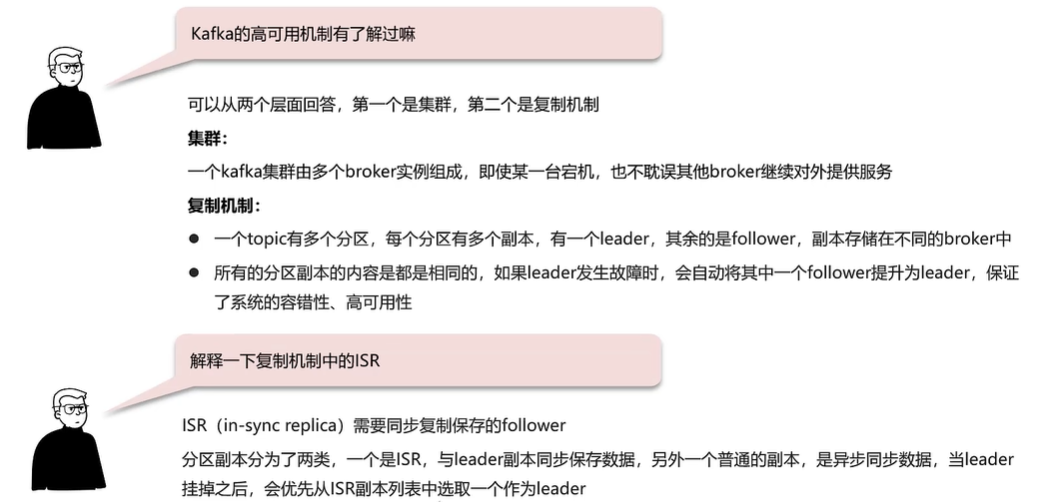 Kafka的高可用机制有了解过嘛
可以从两个层面回答，第一个是集群，第二个是复制机制
集群：
一个kafka集群由多个broker实例组成，即使某一台宕机，也不耽误其他broker继续对外提供服务
复制机制：
● 一个topic有多个分区，每个分区有多个副本，有一个leader，其余的是follower，副本存储在不同的broker中
● 所有的分区副本的内容是都是相同的，如果leader发生故障时，会自动将其中一个follower提升为leader，保证
了系统的容错性、高可用性
解释一下复制机制中的ISR
ISR（in-sync replica）需要同步复制保存的follower
分区副本分为了两类，一个是ISR，与leader副本同步保存数据，另外一个普通的副本，是异步同步数据，当leader
挂掉之后，会优先从ISR副本列表中选取一个作为leader